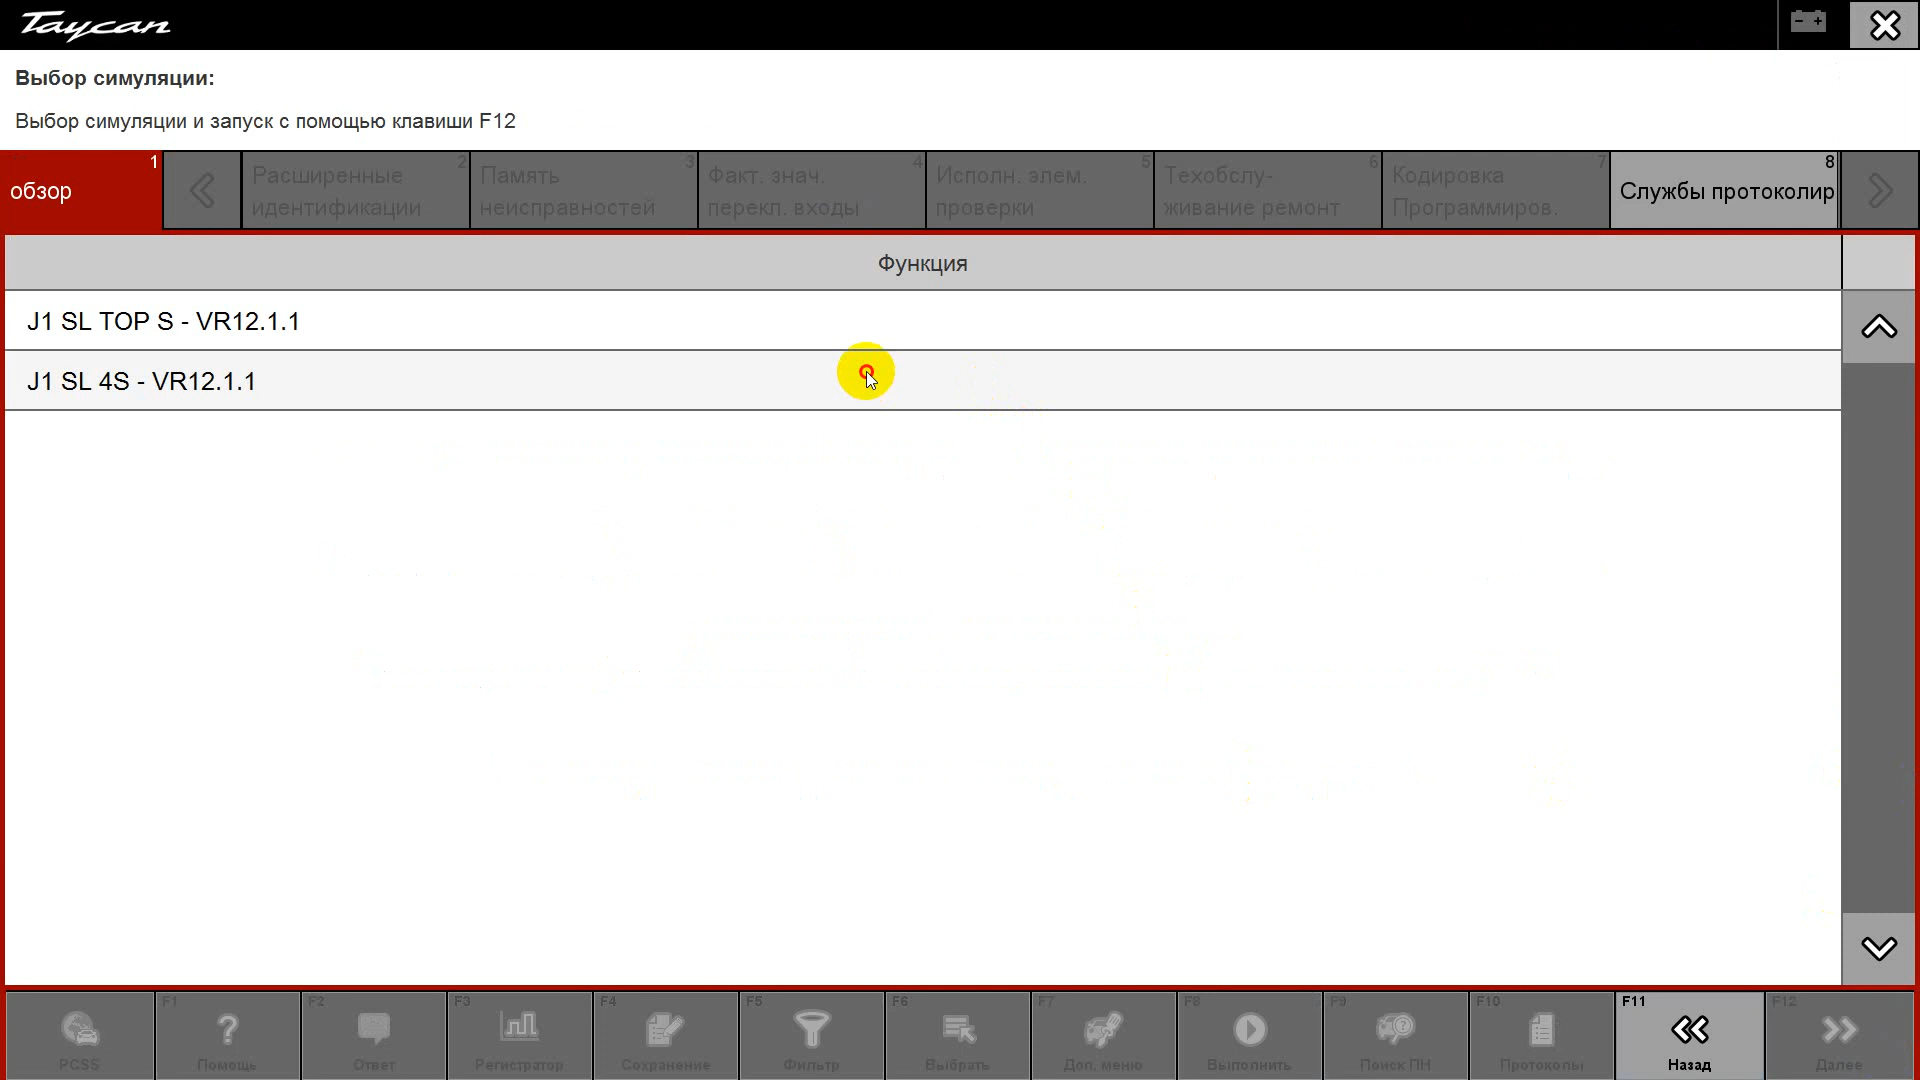 Taycan
Выбор симуляции:
Выбор симуляции и запуск с помощью клавиши F12
1
обзор
2
Расширенные
идентификации
3
Память
неисправностей
4
Факт. знач.
перекл. входы
5
Исполн. элем.
проверки
6
Техобслу-
живание ремонт
7
Кодировка
Программиров.
8
Службы протоколир
Функция
J1 SL TOP S - VR12.1.1
J1 SL 4S - VR12.1.1
PCSS
F1
Помощь
F2
Ответ
F3
Регистратор
F4
Сохранение
F5
Фильтр
F6
Выбрать
F7
Доп. меню
F8
Выполнить
F9
Поиск ПН
F10
Протоколы
F11
Назад
F12
Далее